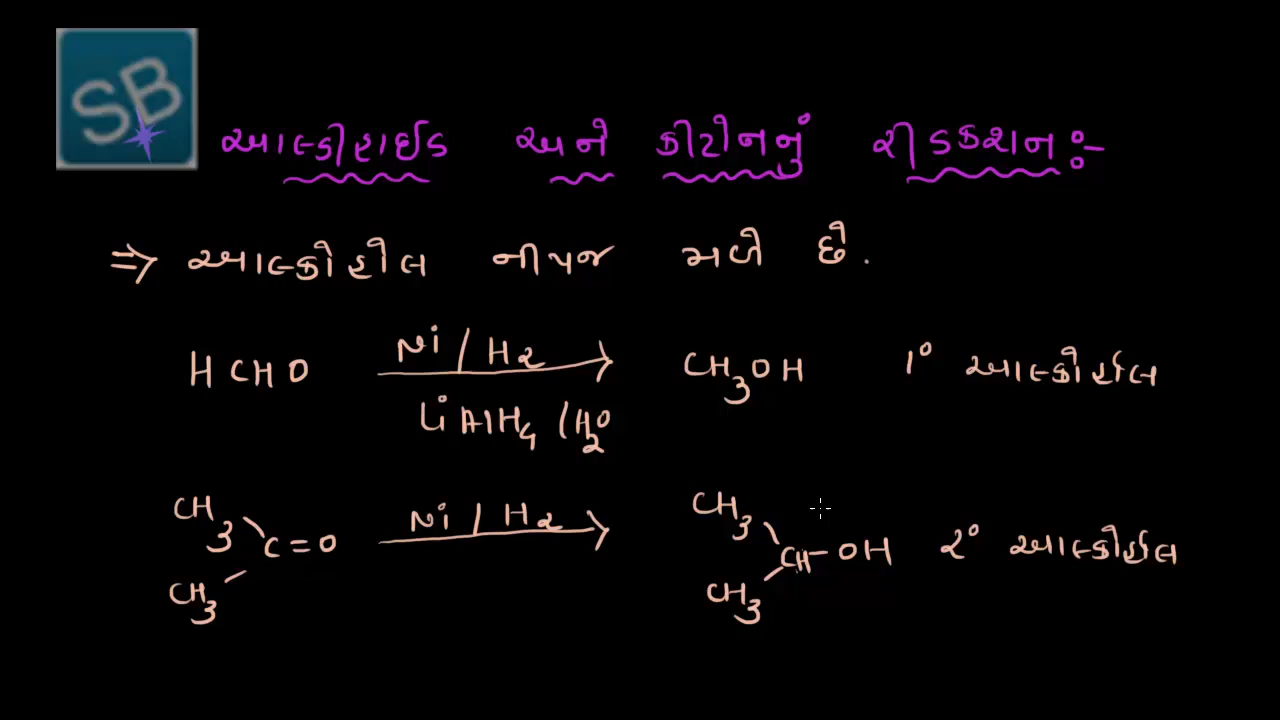 SB
આલ્ડીહાઈડ અને કીટોનનું રીડક્શન :-
⇒ આલ્કોહોલ નીપજ મળે છે.
HCHO Ni / H2 → CH3OH 1° આલ્કોહોલ
LiAlH4 / H2O
CH3 CH3
C=O Ni / H2 → CH-OH 2° આલ્કોહોલ
CH3 CH3